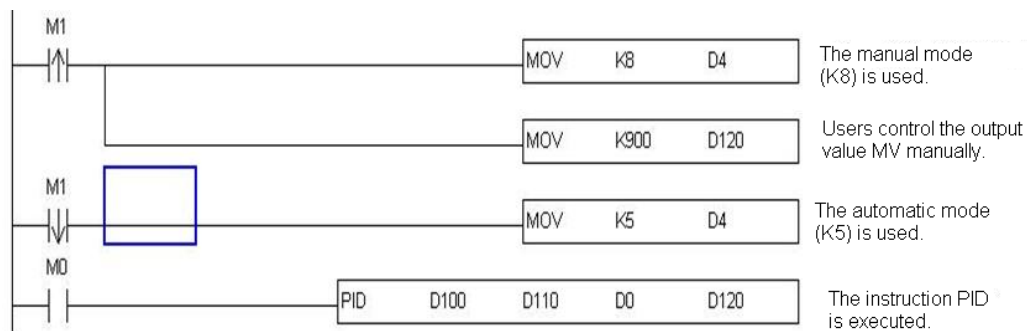 M1
MOV K8 D4
The manual mode
(K8) is used.
MOV K900 D120
Users control the output
value MV manually.
M1
MOV K5 D4
The automatic mode
(K5) is used.
M0
PID D100 D110 D0 D120
The instruction PID
is executed.